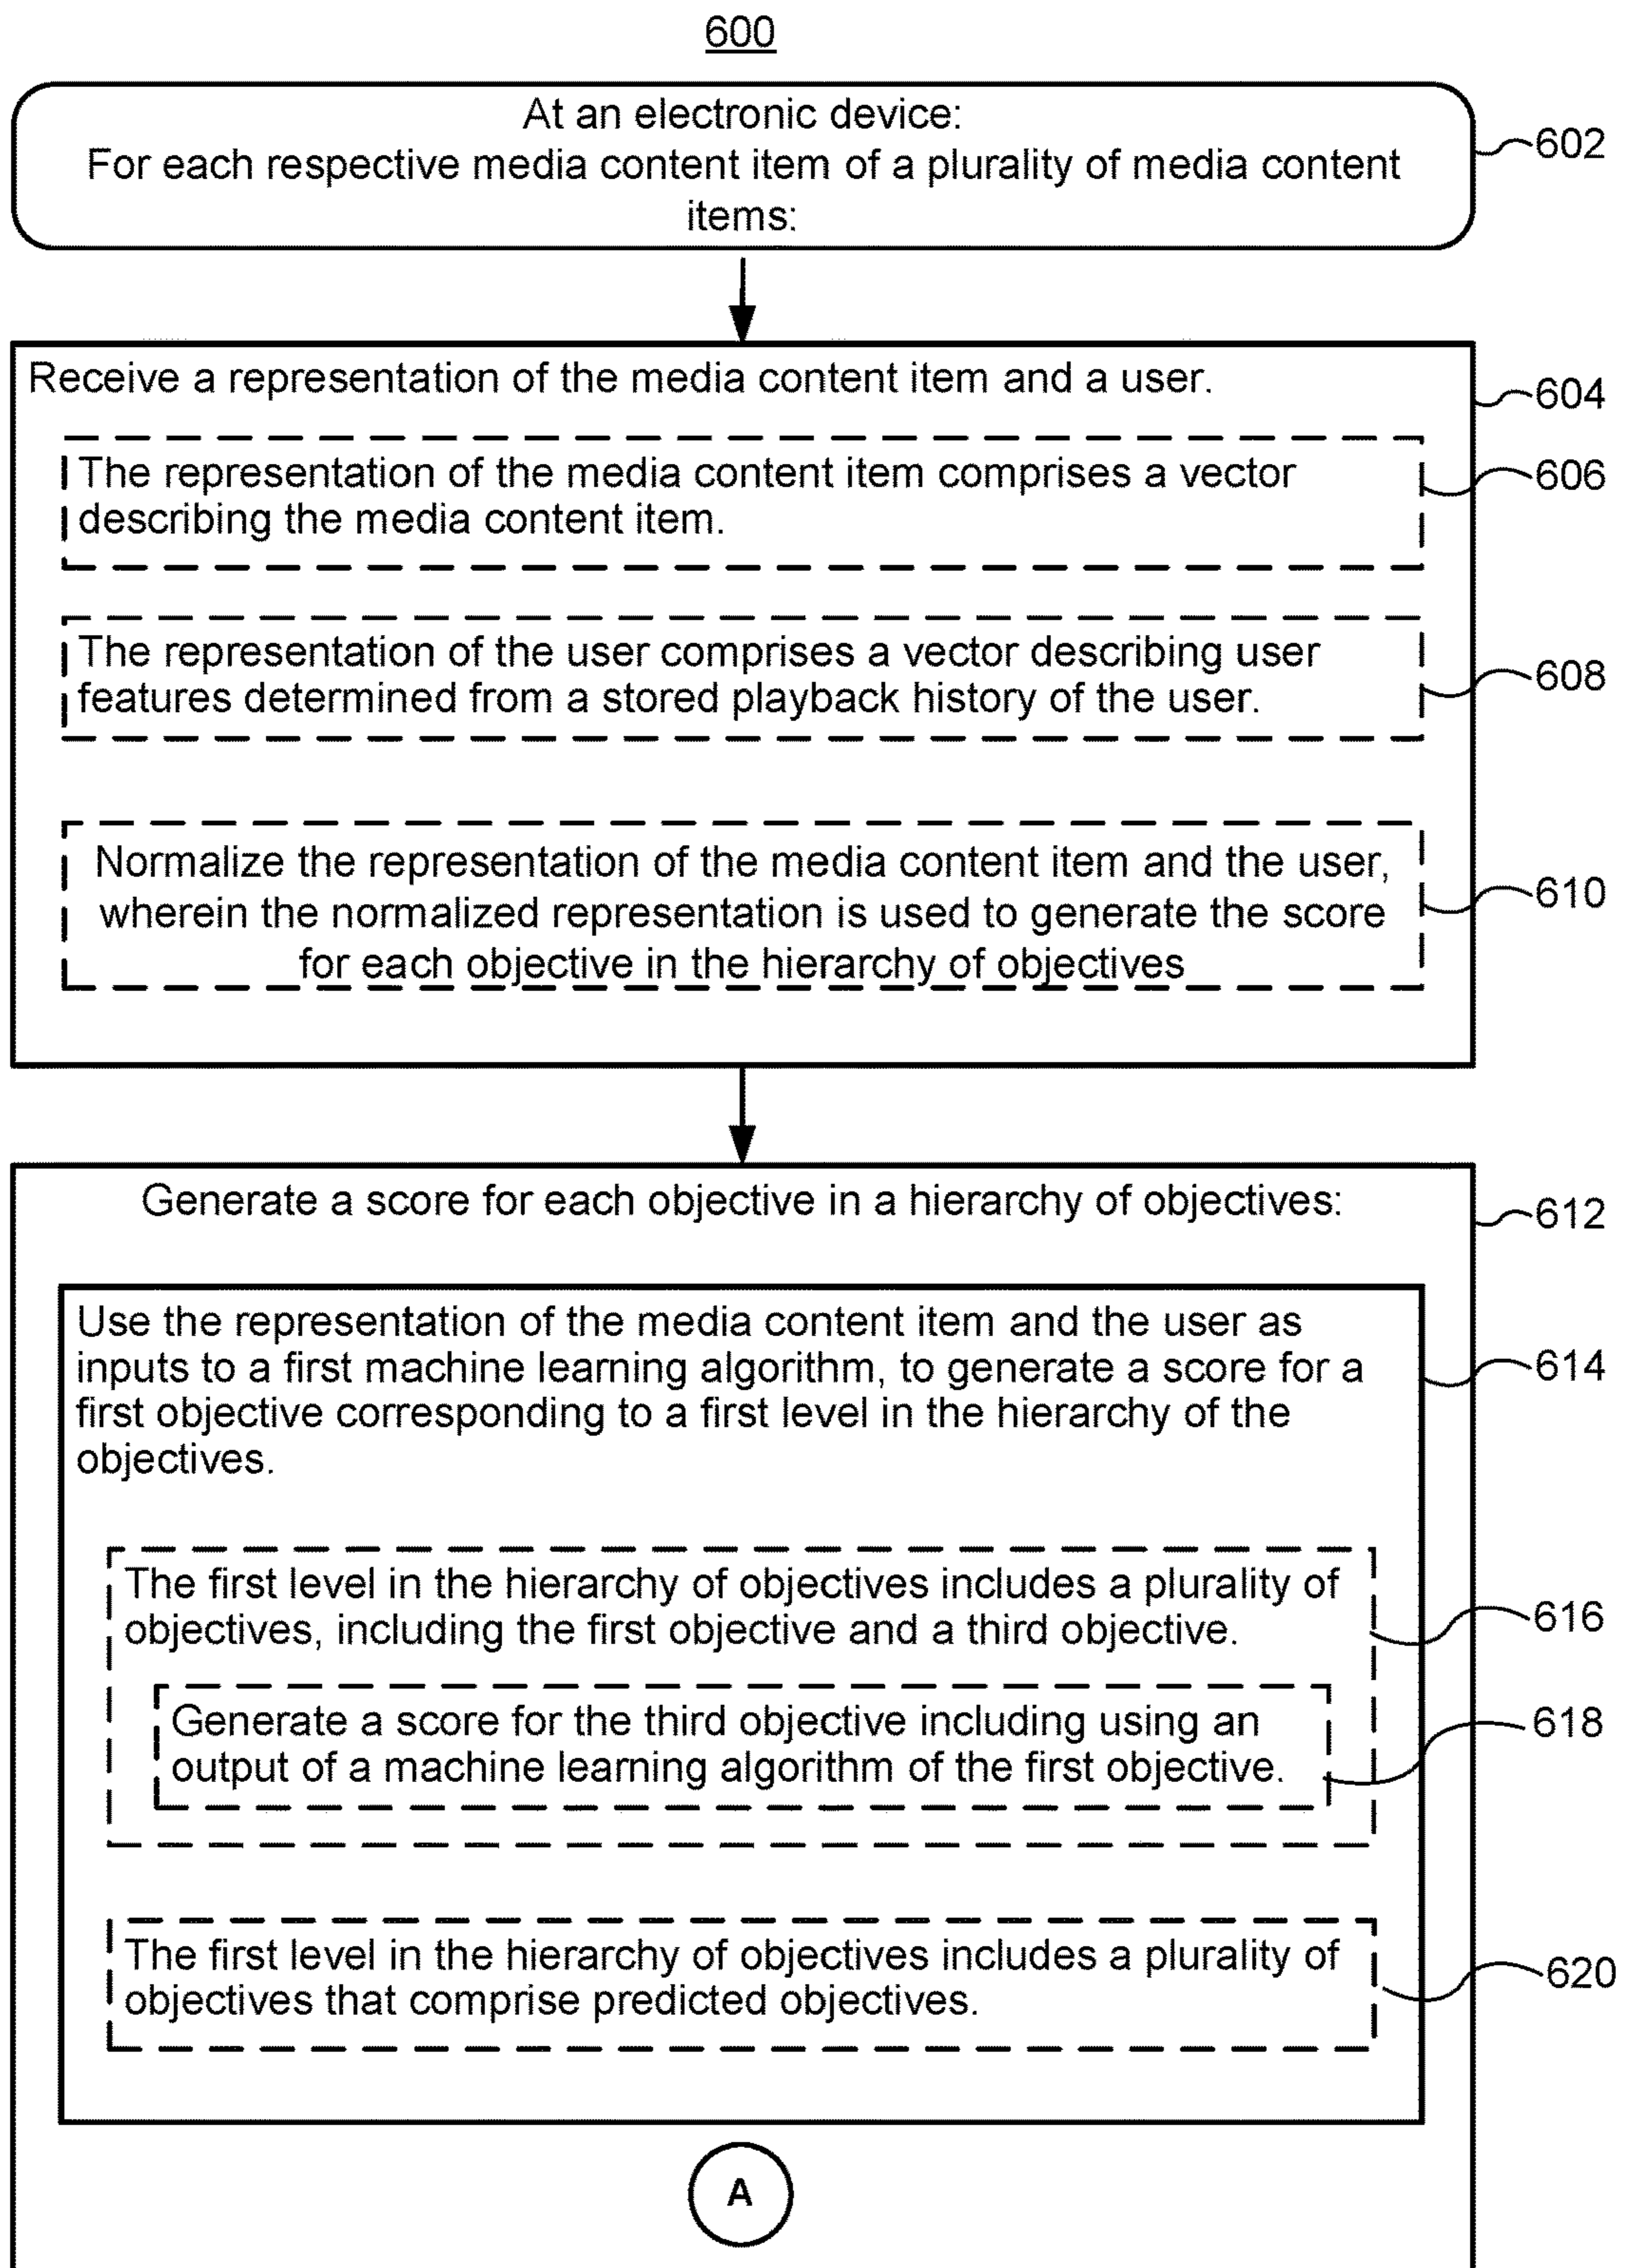 600
At an electronic device:
For each respective media content item of a plurality of media content
items:
602
Receive a representation of the media content item and a user.
604
The representation of the media content item comprises a vector
describing the media content item.
606
The representation of the user comprises a vector describing user
features determined from a stored playback history of the user.
608
Normalize the representation of the media content item and the user,
wherein the normalized representation is used to generate the score
for each objective in the hierarchy of objectives
610
Generate a score for each objective in a hierarchy of objectives:
612
Use the representation of the media content item and the user as
inputs to a first machine learning algorithm, to generate a score for a
first objective corresponding to a first level in the hierarchy of the
objectives.
614
The first level in the hierarchy of objectives includes a plurality of
objectives, including the first objective and a third objective.
616
Generate a score for the third objective including using an
output of a machine learning algorithm of the first objective.
618
The first level in the hierarchy of objectives includes a plurality of
objectives that comprise predicted objectives.
620
A